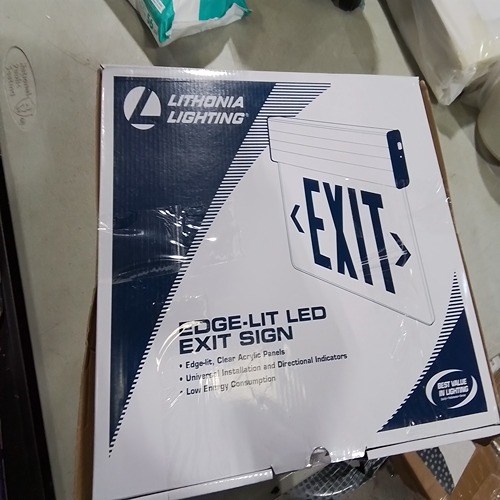 LITHONIA
LIGHTING®
EXIT
EDGE-LIT LED
EXIT SIGN
• Edge-lit, Clear Acrylic Panels
• Universal Installation and Directional Indicators
• Low Energy Consumption
BEST VALUE
IN LIGHTING